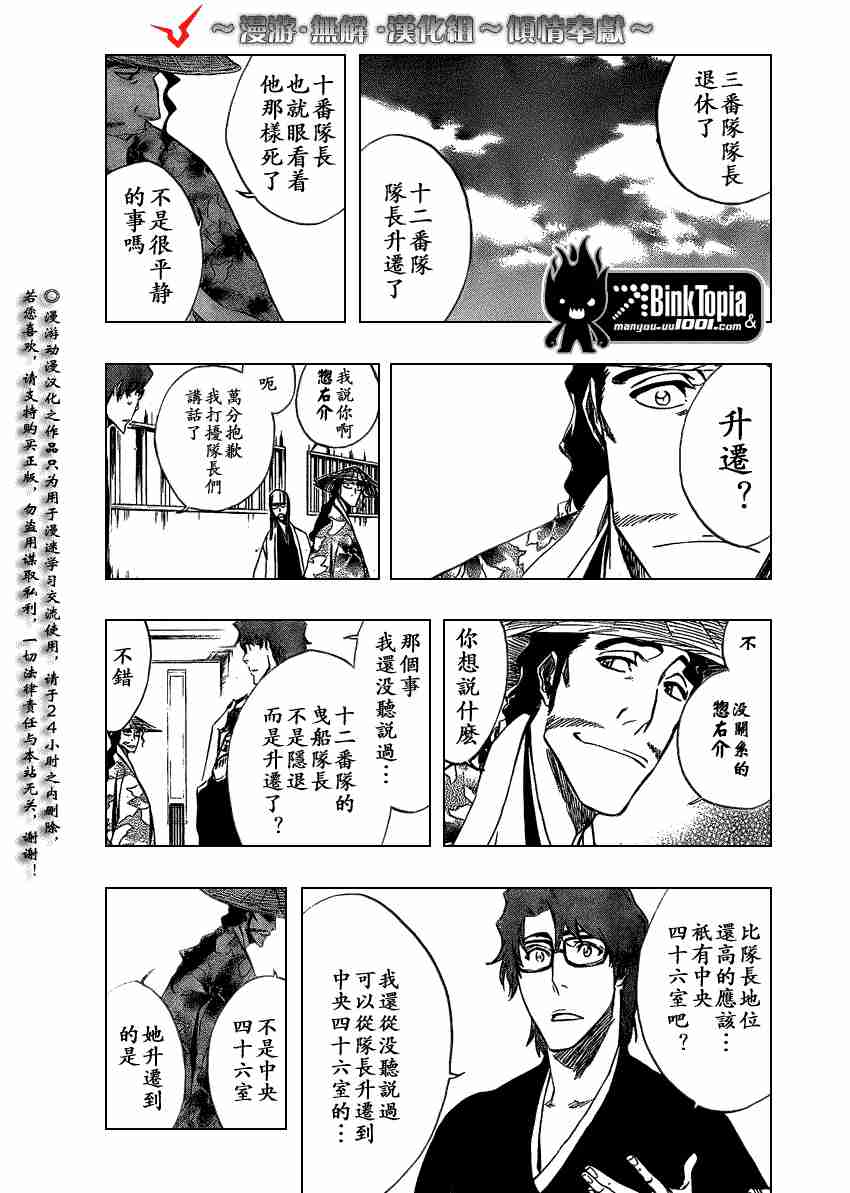 ～漫游·無解·漢化組～傾情奉獻～
三番隊隊長
退休了
十二番隊
隊長升遷了
十番隊長
也就眼看着
他那樣死了
不是很平静
的事嗎
BinkTopia
manyou-uu1001.com
&
升遷？
我説你啊
惣右介
呃
萬分抱歉
我打擾隊長們
講話了
不
没關系的
惣右介
你想説什麽
那個事
我還没聽説過…
十二番隊的
曳船隊長
不是隱退
而是升遷了？
不錯
比隊長地位
還高的應該…
衹有中央
四十六室吧？
我還從没聽説過
可以從隊長升遷到
中央四十六室的…
不是中央
四十六室
她升遷到
的是
◎漫游动漫汉化之作品只为用于漫迷学习交流使用，请于24小时之内删除，
若您喜欢，请支持购买正版，勿盗用谋取私利，一切法律责任与本站无关，谢谢！